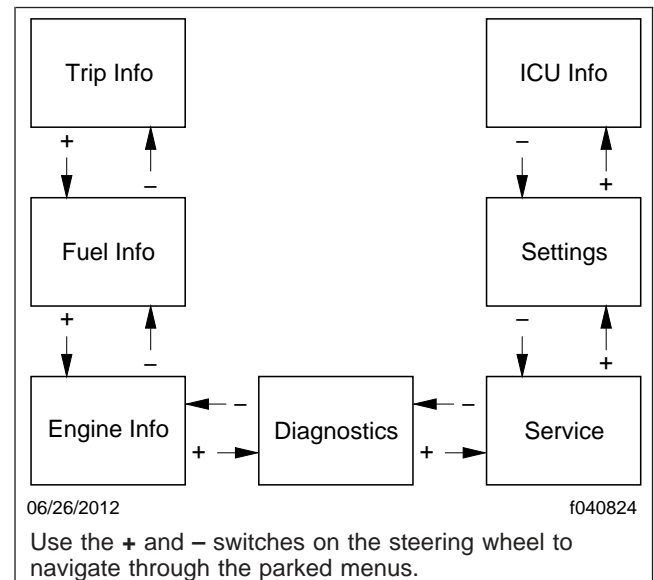 Trip Info
ICU Info
+
–
–
+
Fuel Info
Settings
+
–
–
+
Engine Info
–
+
Diagnostics
–
+
Service
06/26/2012
f040824
Use the + and – switches on the steering wheel to
navigate through the parked menus.